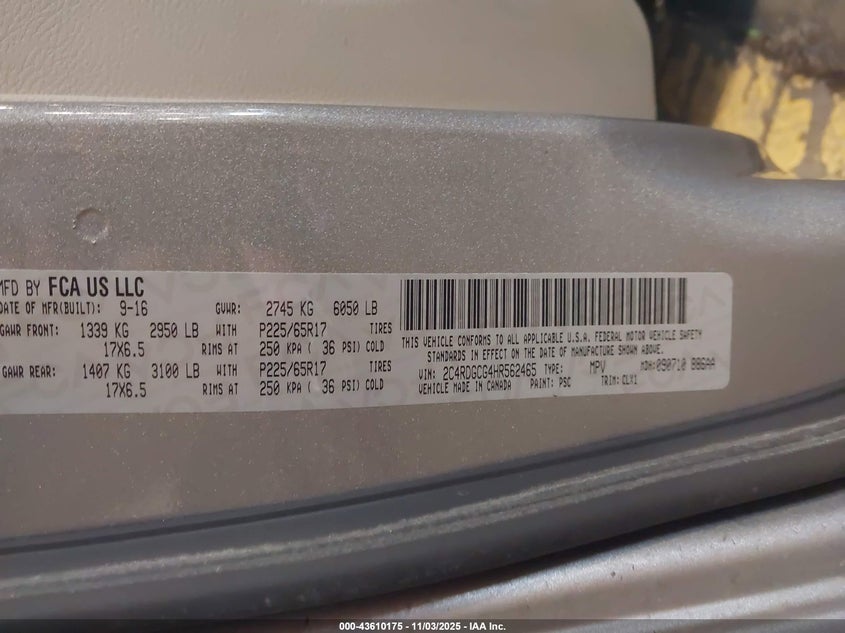 MFD BY FCA US LLC
DATE OF MFR(BUILT): 9-16 GVWR: 2745 KG 6050 LB
GAWR FRONT: 1339 KG 2950 LB WITH P225/65R17 TIRES
17X6.5 RIMS AT 250 KPA ( 36 PSI) COLD
GAWR REAR: 1407 KG 3100 LB WITH P225/65R17 TIRES
17X6.5 RIMS AT 250 KPA ( 36 PSI) COLD
THIS VEHICLE CONFORMS TO ALL APPLICABLE U.S.A. FEDERAL MOTOR VEHICLE SAFETY
STANDARDS IN EFFECT ON THE DATE OF MANUFACTURE SHOWN ABOVE.
VIN: 2C4RDGCG4HR562465 TYPE: MPV MDH:090710 886AA
VEHICLE MADE IN CANADA PAINT: PSC TRIM: CLX1
000-43610175 - 11/03/2025 - IAA Inc.